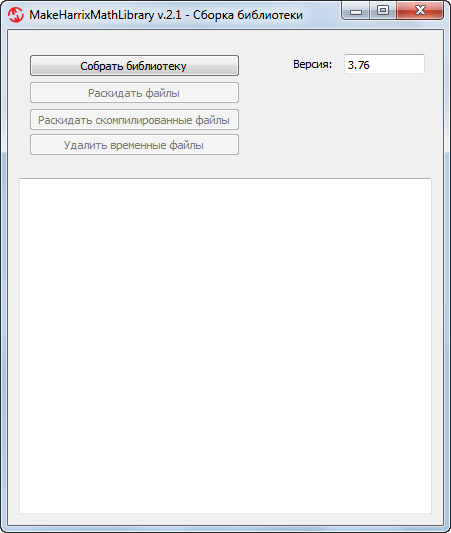 MakeHarrixMathLibrary v.2.1 - Сборка библиотеки
Собрать библиотеку
Версия: 3.76
Раскидать файлы
Раскидать скомпилированные файлы
Удалить временные файлы